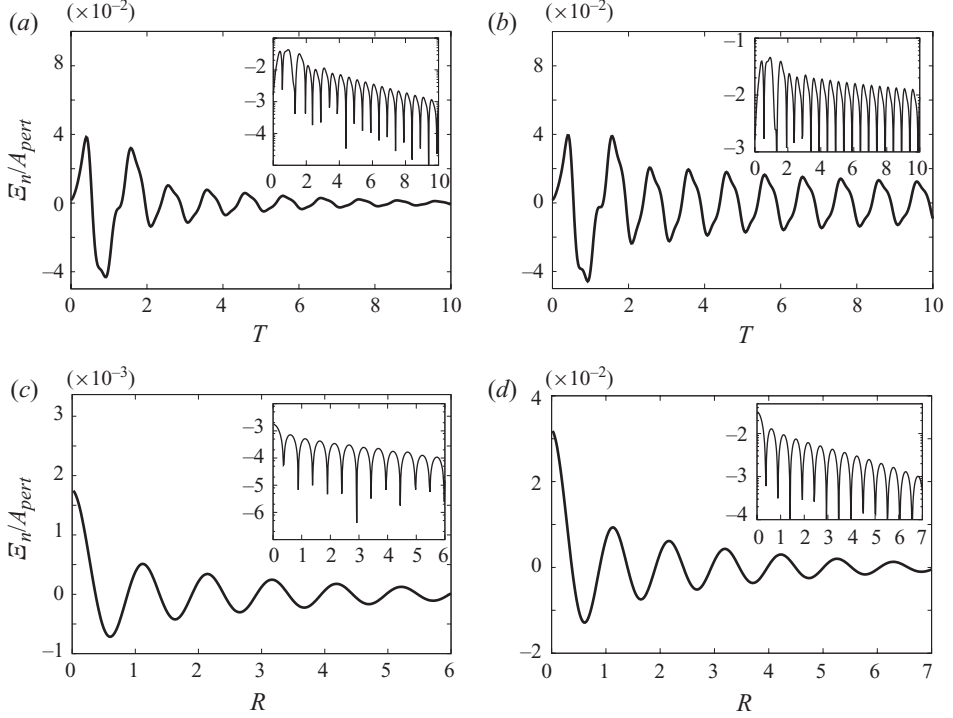 (a) (×10⁻²) (b) (×10⁻²)
8 −2 −3 −4 0 2 4 6 8 10
4
0
−4
Ξn/Apert
0 2 4 6 8 10
T
8 −1 −2 −3 0 2 4 6 8 10
4
0
−4
0 2 4 6 8 10
T
(c) (×10⁻³) (d) (×10⁻²)
3 −3 −4 −5 −6 0 1 2 3 4 5 6
2
1
0
−1
Ξn/Apert
0 1 2 3 4 5 6
R
4 −2 −3 −4 0 1 2 3 4 5 6 7
2
0
−2
0 1 2 3 4 5 6 7
R